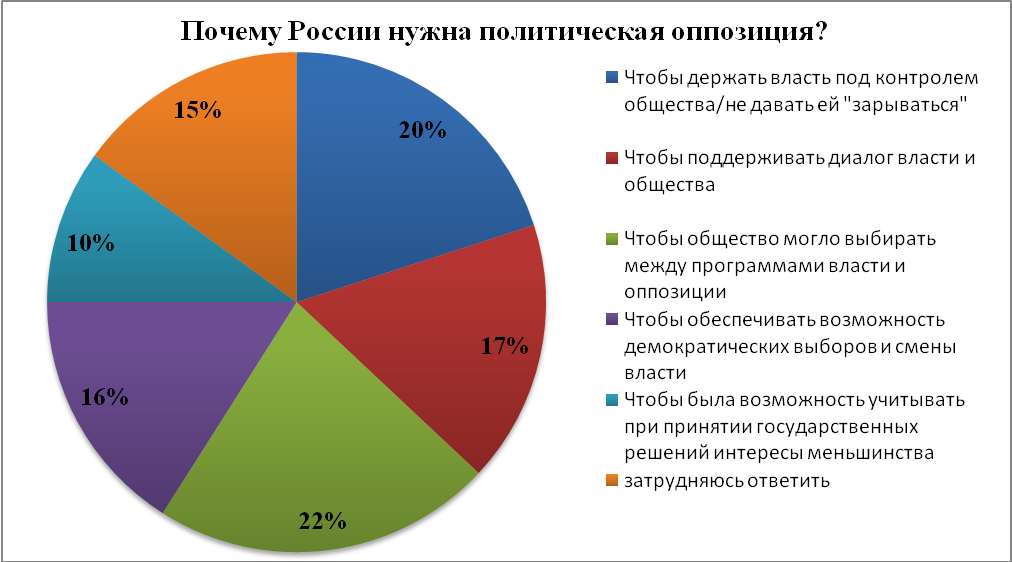 Почему России нужна политическая оппозиция?
15%
20%
10%
17%
16%
22%
Чтобы держать власть под контролем
общества/не давать ей "зарываться"
Чтобы поддерживать диалог власти и
общества
Чтобы общество могло выбирать
между программами власти и
оппозиции
Чтобы обеспечивать возможность
демократических выборов и смены
власти
Чтобы была возможность учитывать
при принятии государственных
решений интересы меньшинства
затрудняюсь ответить